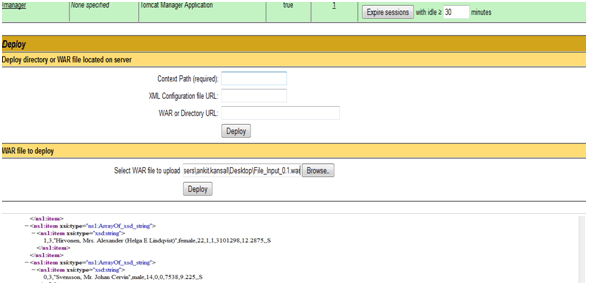 /manager None specified Tomcat Manager Application true 1 Expire sessions with idle ≥ 30 minutes
Deploy
Deploy directory or WAR file located on server
Context Path (required):
XML Configuration file URL:
WAR or Directory URL:
Deploy
WAR file to deploy
Select WAR file to upload sers\ankit.kansal\Desktop\File_Input_0.1.war Browse..
Deploy
</ns1:item>
−<ns1:item xsi:type="ns1:ArrayOf_xsd_string">
−<ns1:item xsi:type="xsd:string">
1,3,"Hirvonen, Mrs. Alexander (Helga E Lindqvist)",female,22,1,1,3101298,12.2875,,S
</ns1:item>
</ns1:item>
−<ns1:item xsi:type="ns1:ArrayOf_xsd_string">
−<ns1:item xsi:type="xsd:string">
0,3,"Svensson, Mr. Johan Cervin",male,14,0,0,7538,9.225,,S